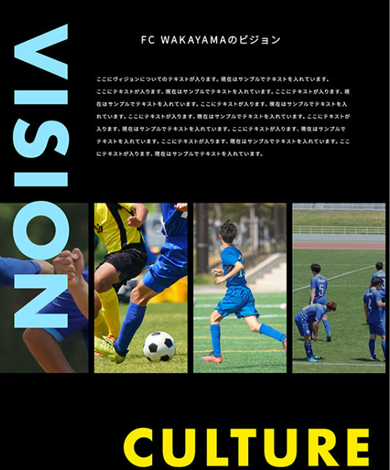 FC WAKAYAMAのビジョン
VISION
ここにヴィジョンについてのテキストが入ります。現在はサンプルでテキストを入れています。
ここにテキストが入ります、現在はサンプルでテキストを入れています。ここにテキストが入ります、現
在はサンプルでテキストを入れています。ここにテキストが入ります、現在はサンプルでテキストを入
れています。ここにテキストが入ります、現在はサンプルでテキストを入れています。ここにテキストが
入ります、現在はサンプルでテキストを入れています。ここにテキストが入ります、現在はサンプルで
テキストを入れています。ここにテキストが入ります、現在はサンプルでテキストを入れています。ここ
にテキストが入ります、現在はサンプルでテキストを入れています。
CULTURE